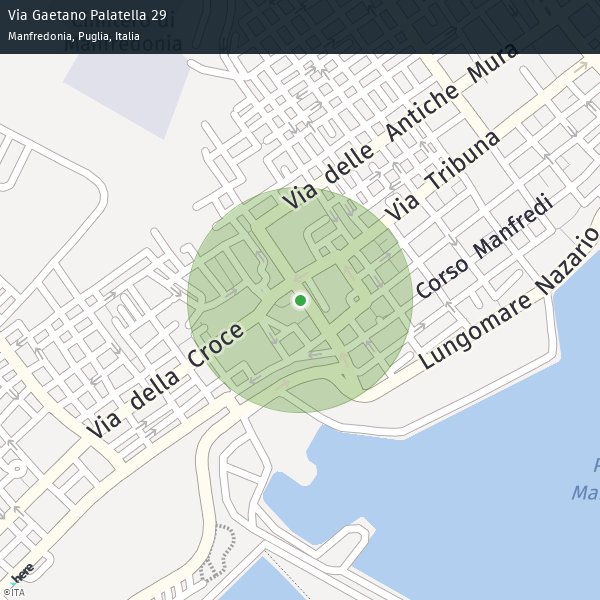 Via Gaetano Palatella 29
Manfredonia, Puglia, Italia
Manfredonia
Via delle Antiche Mura
Via Tribuna
Corso Manfredi
Lungomare Nazario
Via della Croce
here
©ITA